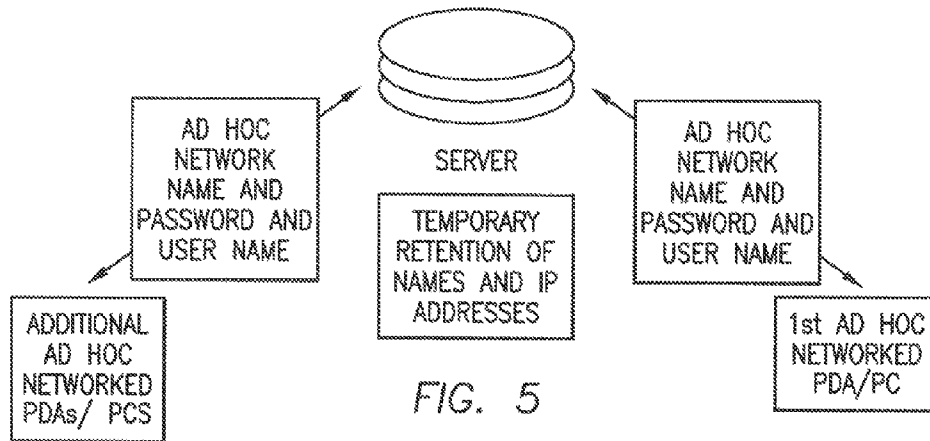 AD HOC
NETWORK
NAME AND
PASSWORD AND
USER NAME
SERVER
TEMPORARY
RETENTION OF
NAMES AND IP
ADDRESSES
AD HOC
NETWORK
NAME AND
PASSWORD AND
USER NAME
ADDITIONAL
AD HOC
NETWORKED
PDAs/ PCS
1st AD HOC
NETWORKED
PDA/PC
FIG. 5